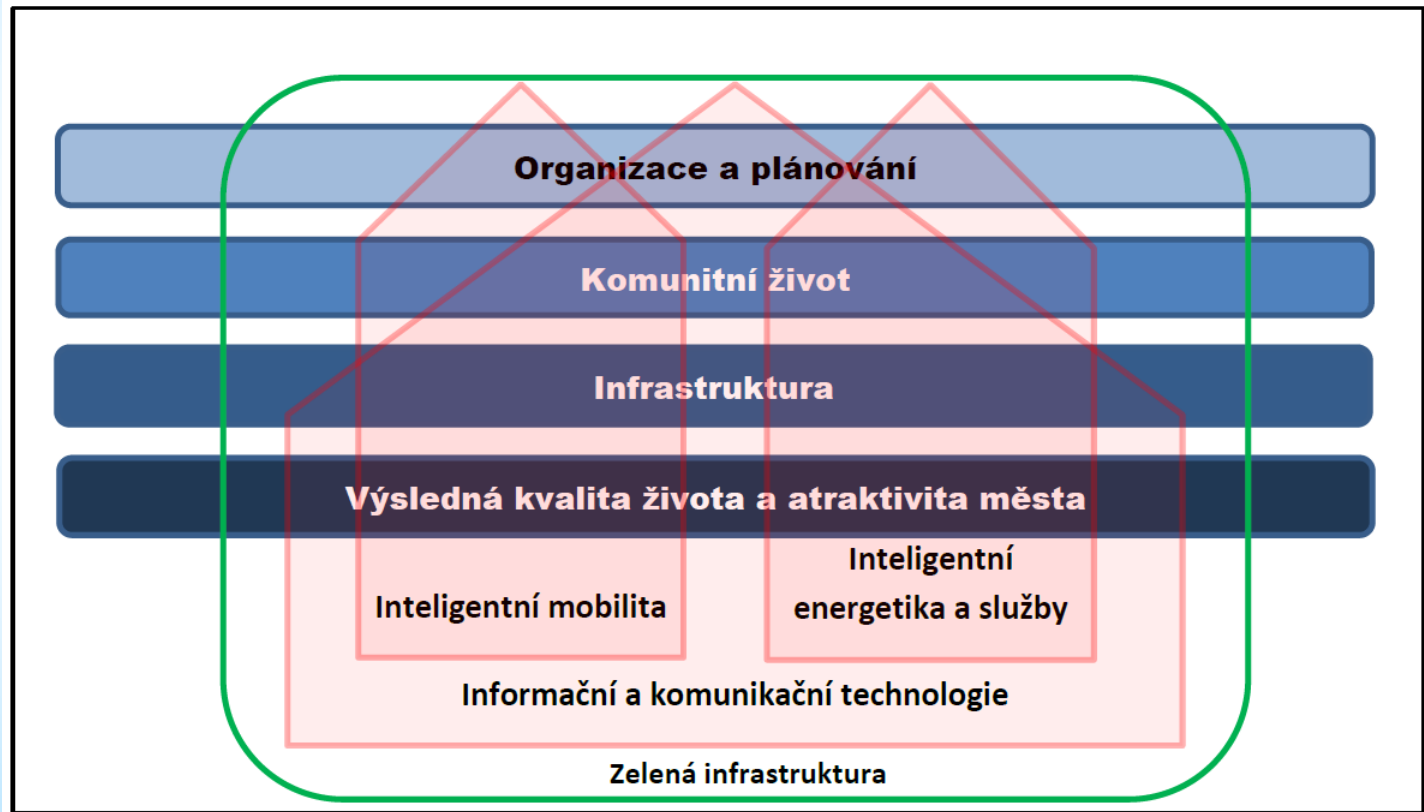 Organizace a plánování
Komunitní život
Infrastruktura
Výsledná kvalita života a atraktivita města
Inteligentní mobilita
Inteligentní
energetika a služby
Informační a komunikační technologie
Zelená infrastruktura